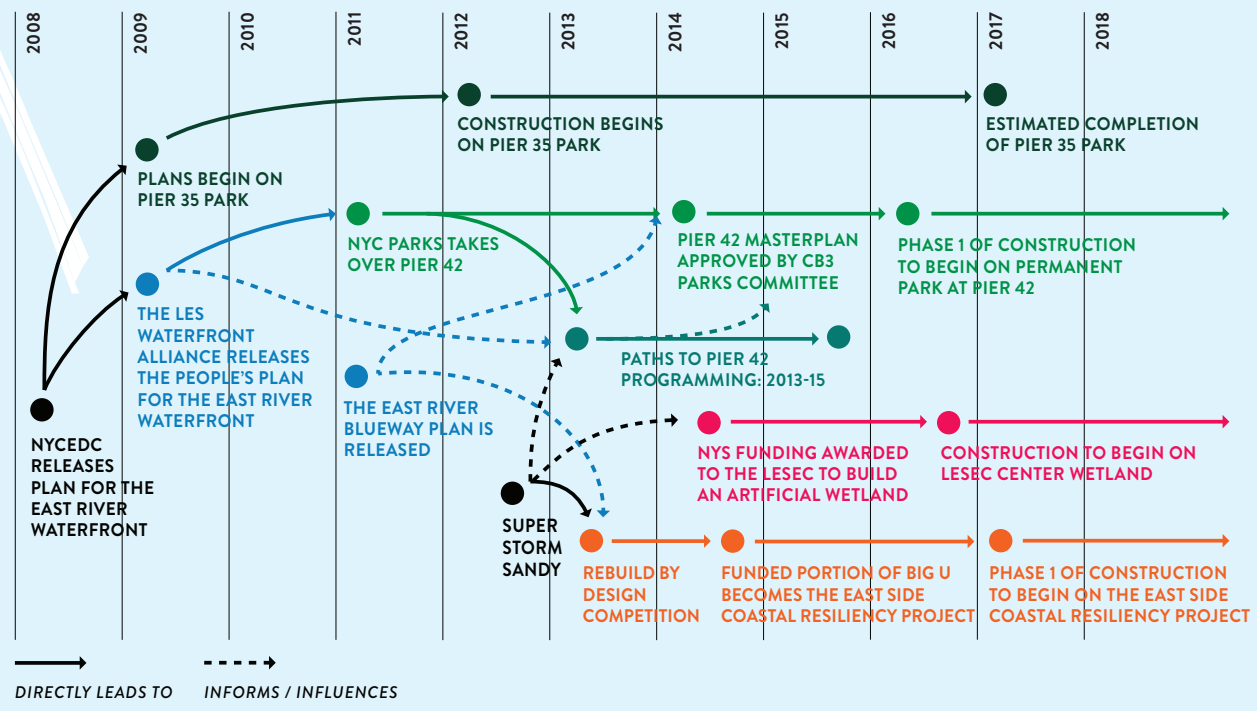 2008
2009
2010
2011
2012
2013
2014
2015
2016
2017
2018
CONSTRUCTION BEGINS
ON PIER 35 PARK
ESTIMATED COMPLETION
OF PIER 35 PARK
PLANS BEGIN ON
PIER 35 PARK
NYC PARKS TAKES
OVER PIER 42
PIER 42 MASTERPLAN
APPROVED BY CB3
PARKS COMMITTEE
PHASE 1 OF CONSTRUCTION
TO BEGIN ON PERMANENT
PARK AT PIER 42
THE LES
WATERFRONT
ALLIANCE RELEASES
THE PEOPLE'S PLAN
FOR THE EAST RIVER
WATERFRONT
PATHS TO PIER 42
PROGRAMMING: 2013-15
THE EAST RIVER
BLUEWAY PLAN IS
RELEASED
NYCEDC
RELEASES
PLAN FOR THE
EAST RIVER
WATERFRONT
NYS FUNDING AWARDED
TO THE LESEC TO BUILD
AN ARTIFICIAL WETLAND
CONSTRUCTION TO BEGIN ON
LESEC CENTER WETLAND
SUPER
STORM
SANDY
REBUILD BY
DESIGN
COMPETITION
FUNDED PORTION OF BIG U
BECOMES THE EAST SIDE
COASTAL RESILIENCY PROJECT
PHASE 1 OF CONSTRUCTION
TO BEGIN ON THE EAST SIDE
COASTAL RESILIENCY PROJECT
DIRECTLY LEADS TO
INFORMS / INFLUENCES